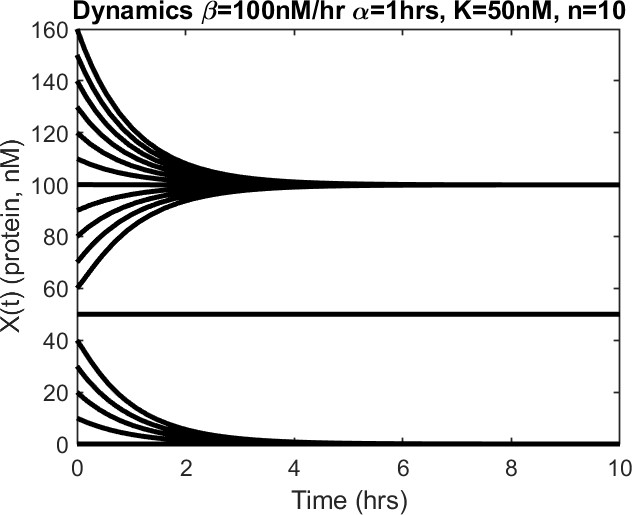 Dynamics β=100nM/hr α=1hrs, K=50nM, n=10
X(t) (protein, nM)
160
140
120
100
80
60
40
20
0
0 2 4 6 8 10
Time (hrs)